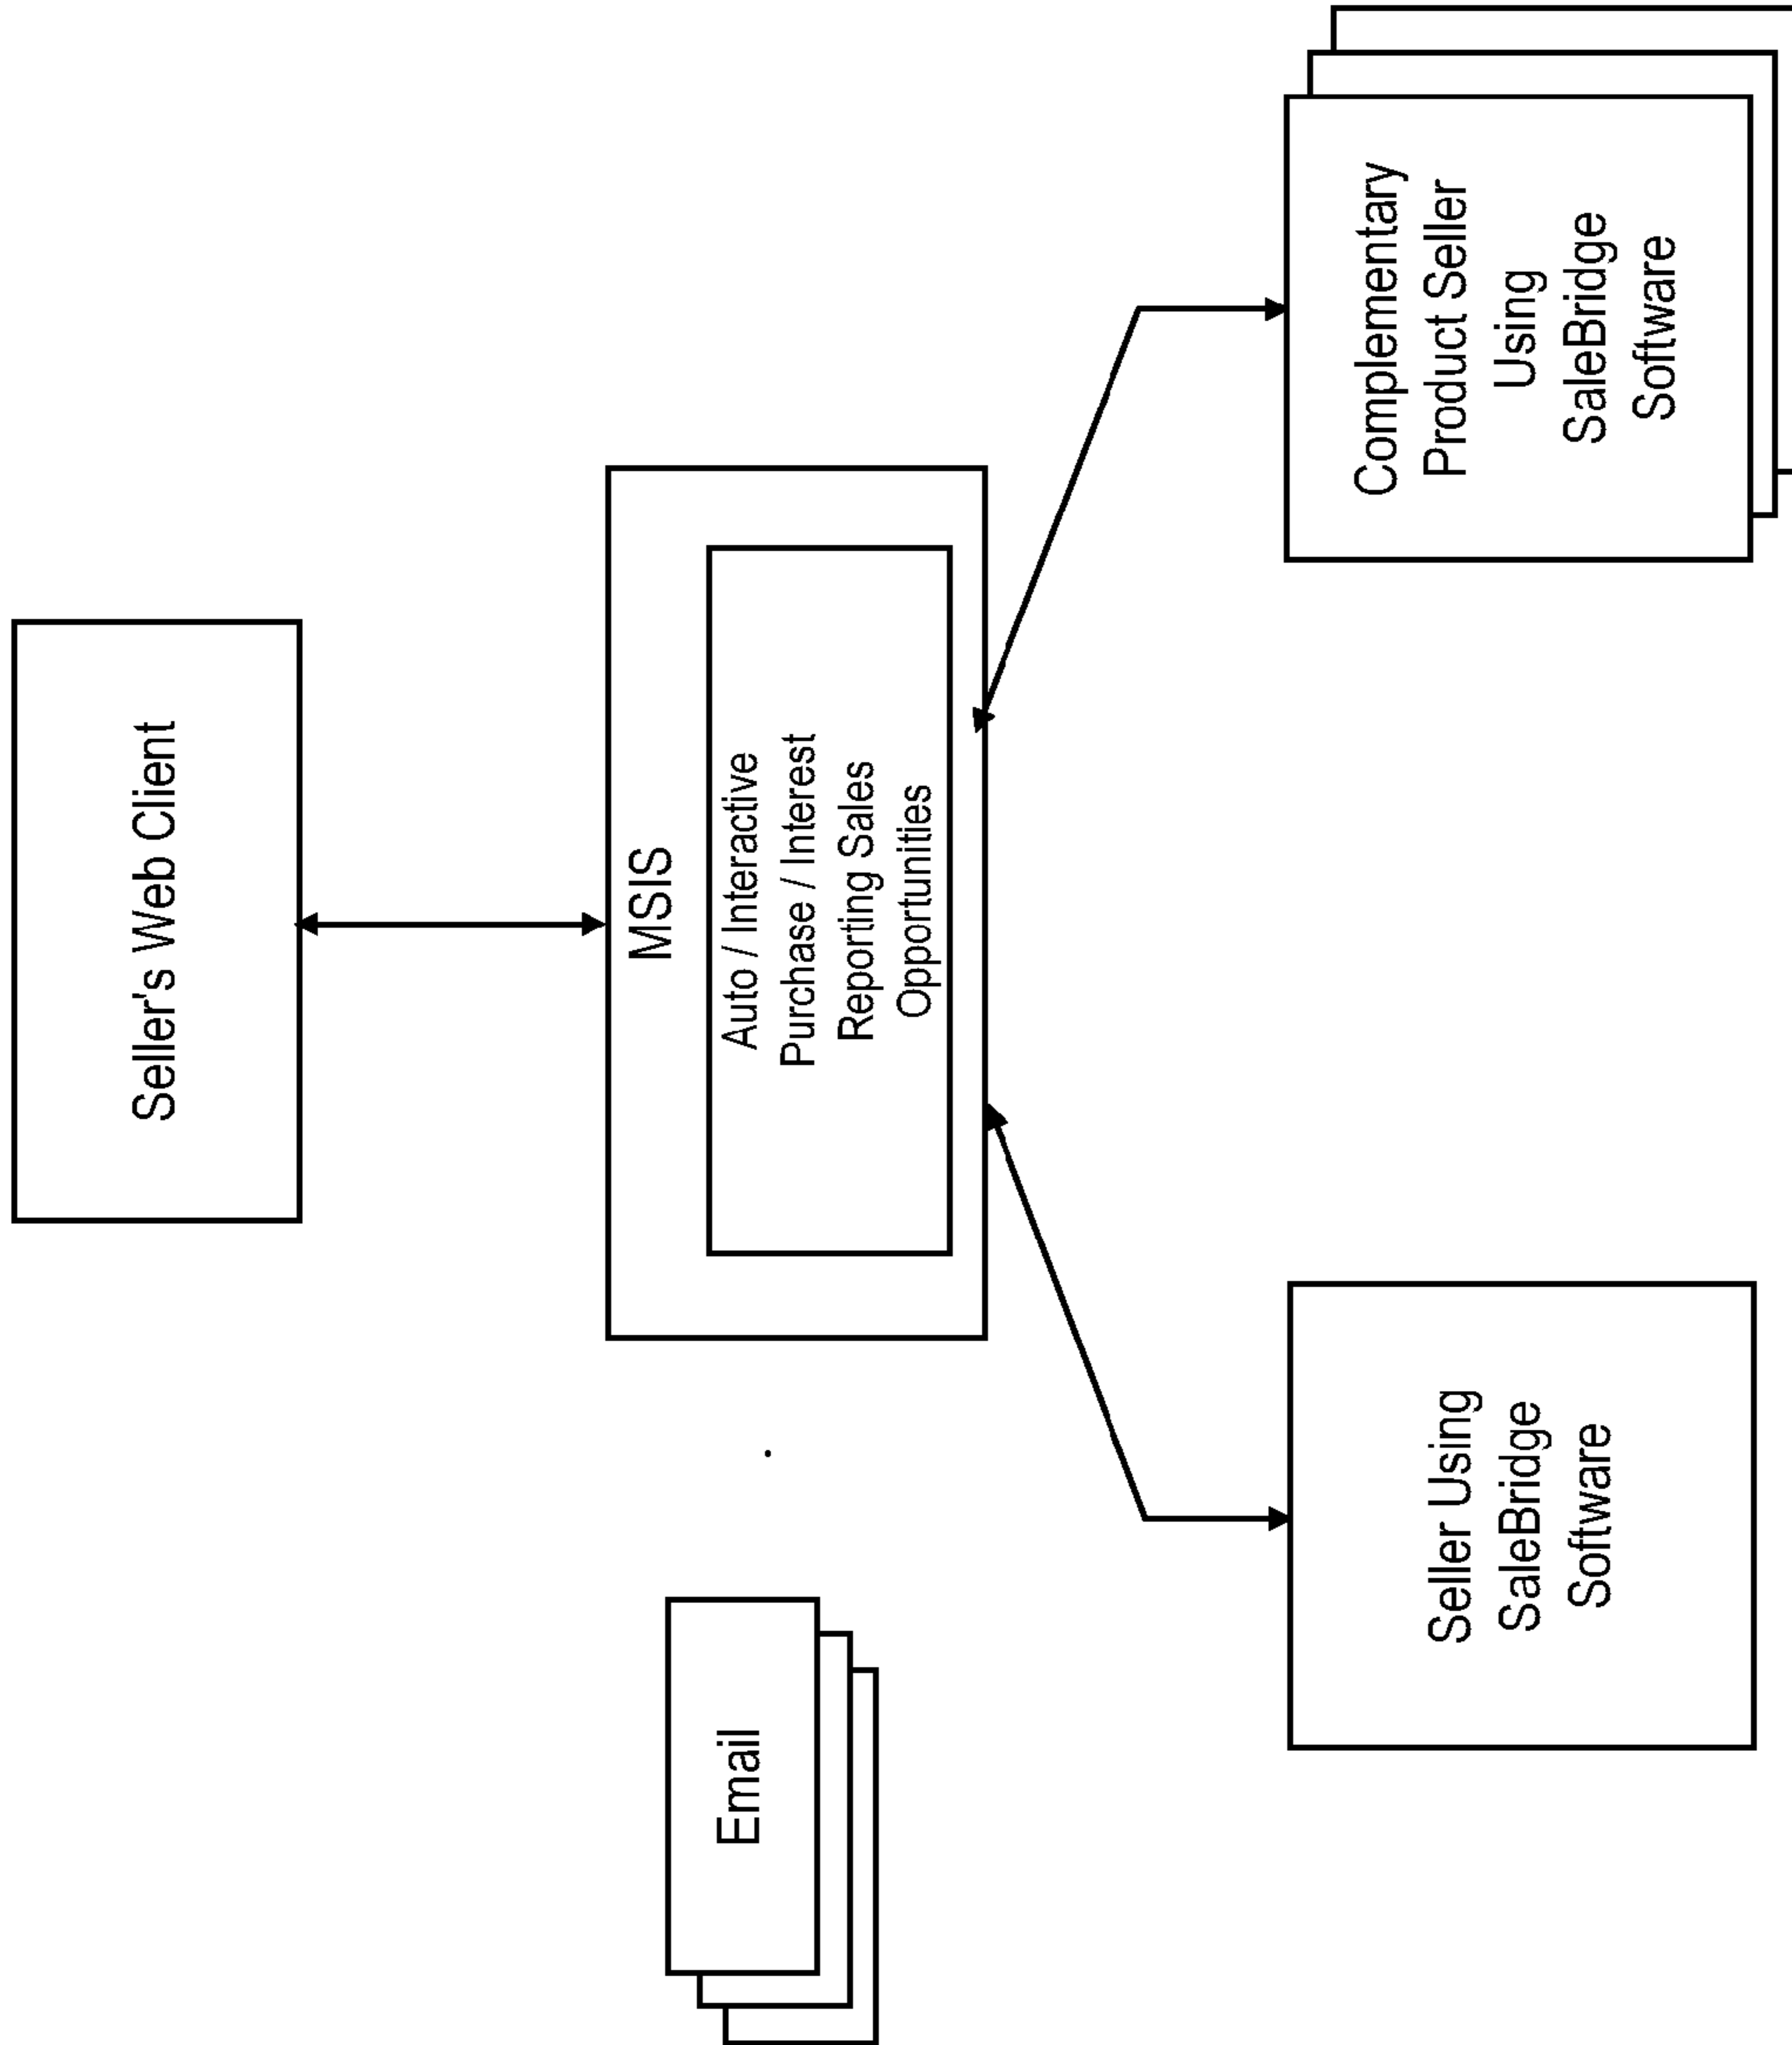 Seller's Web Client
MSIS
Auto / Interactive
Purchase / Interest
Reporting Sales
Opportunities
Email
Seller Using
SaleBridge
Software
Complementary
Product Seller
Using
SaleBridge
Software